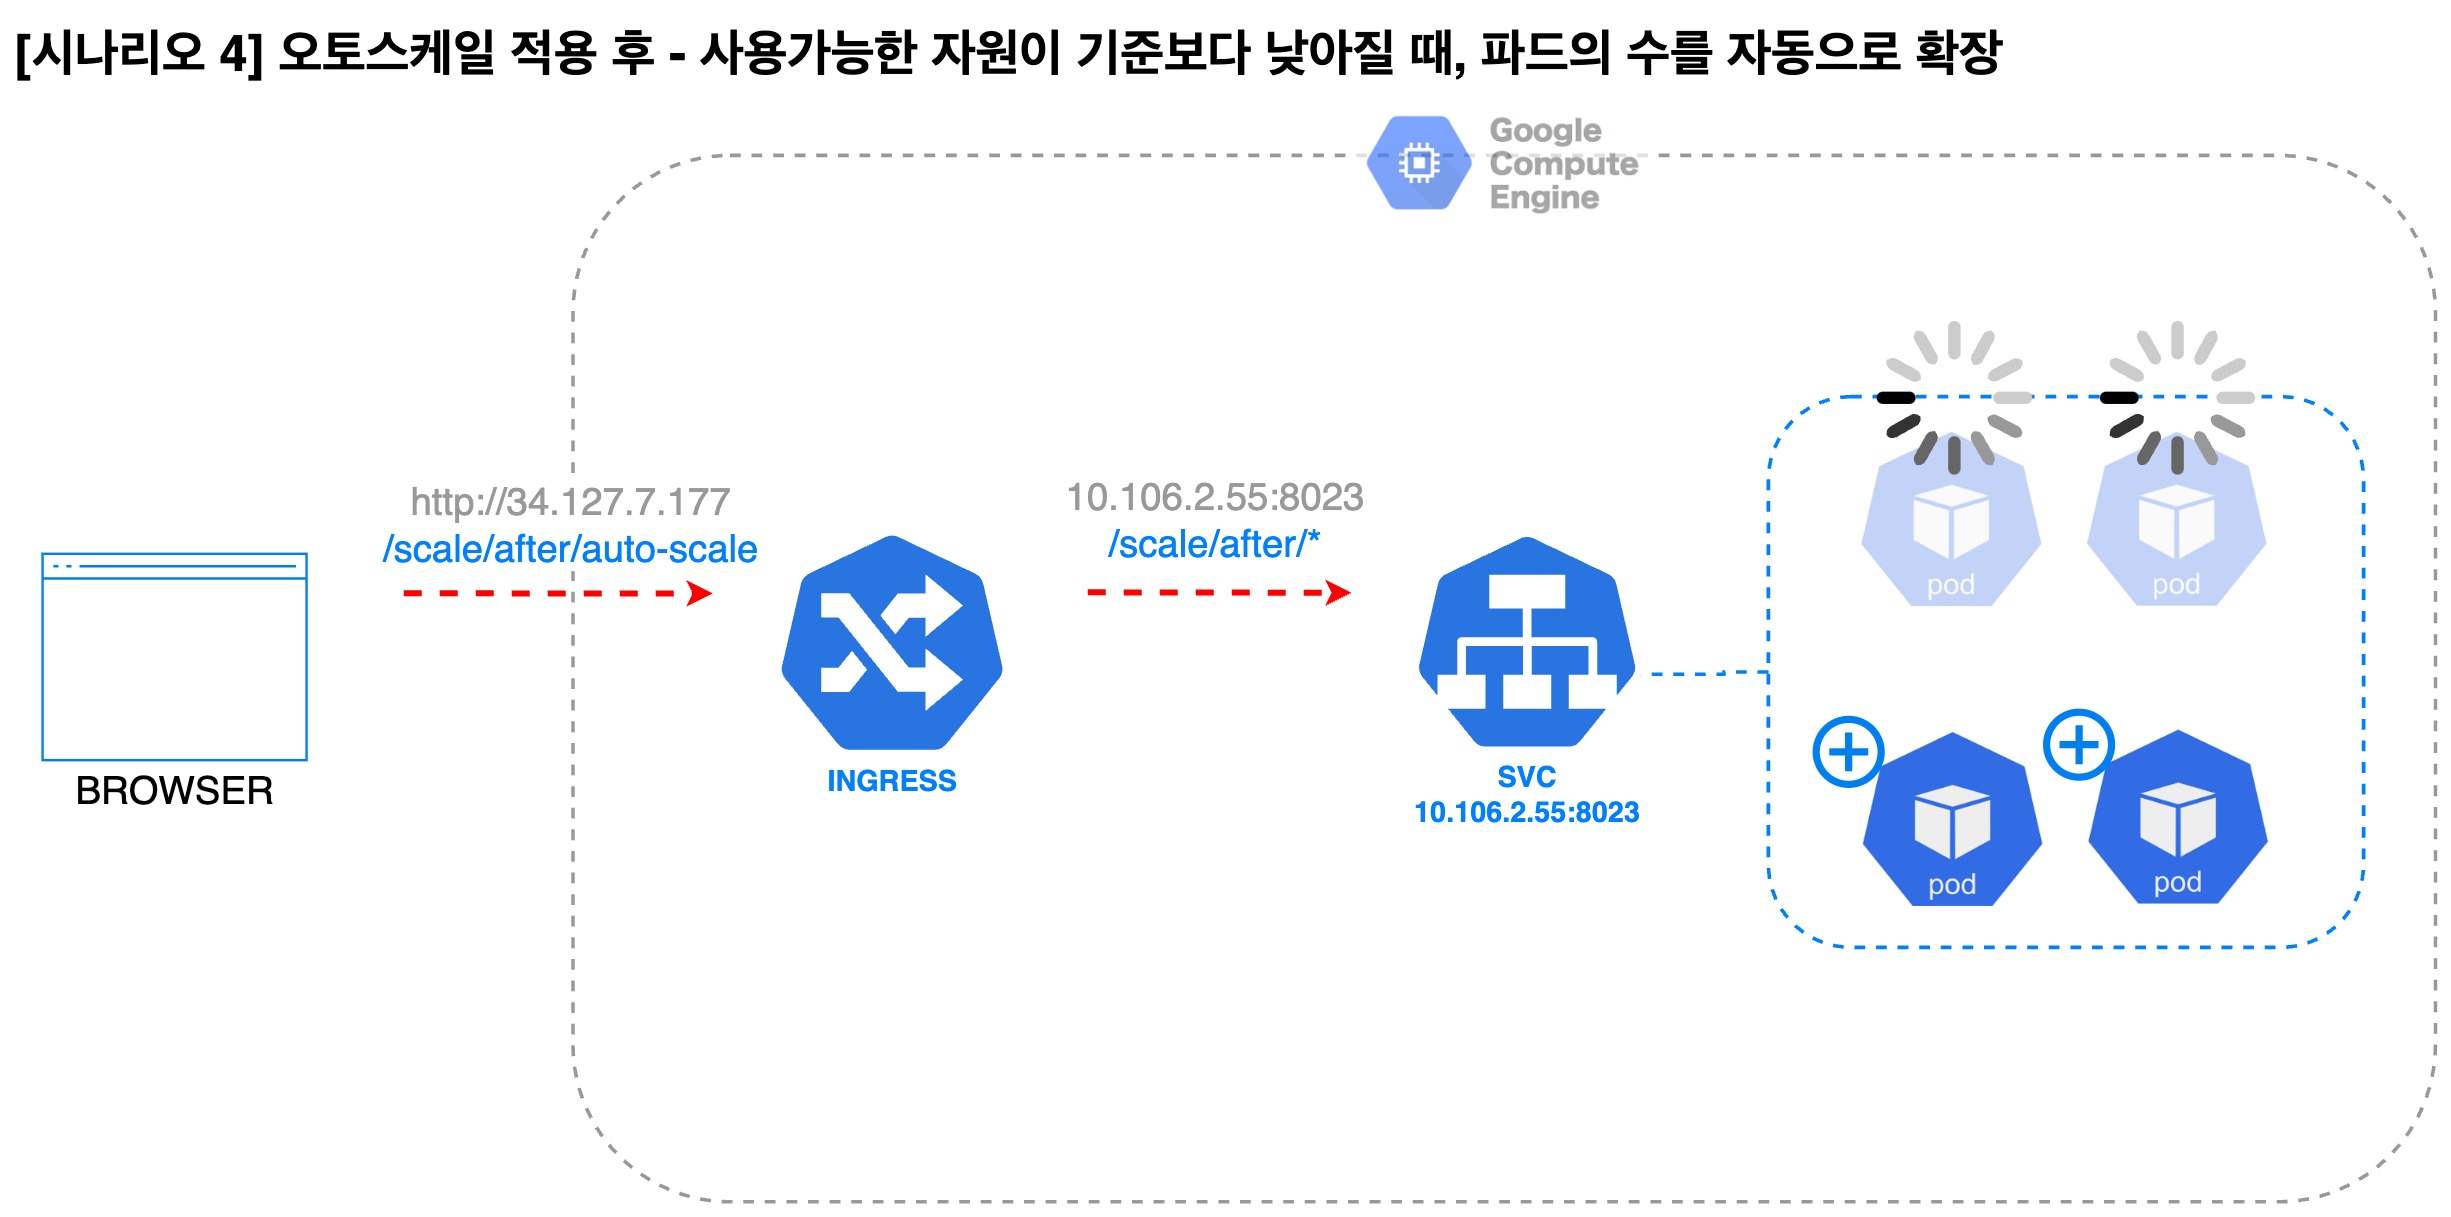 [시나리오 4] 오토스케일 적용 후 - 사용가능한 자원이 기준보다 낮아질 때, 파드의 수를 자동으로 확장
Google
Compute
Engine
http://34.127.7.177
/scale/after/auto-scale
10.106.2.55:8023
/scale/after/*
BROWSER
INGRESS
SVC
10.106.2.55:8023
pod
pod
pod
pod